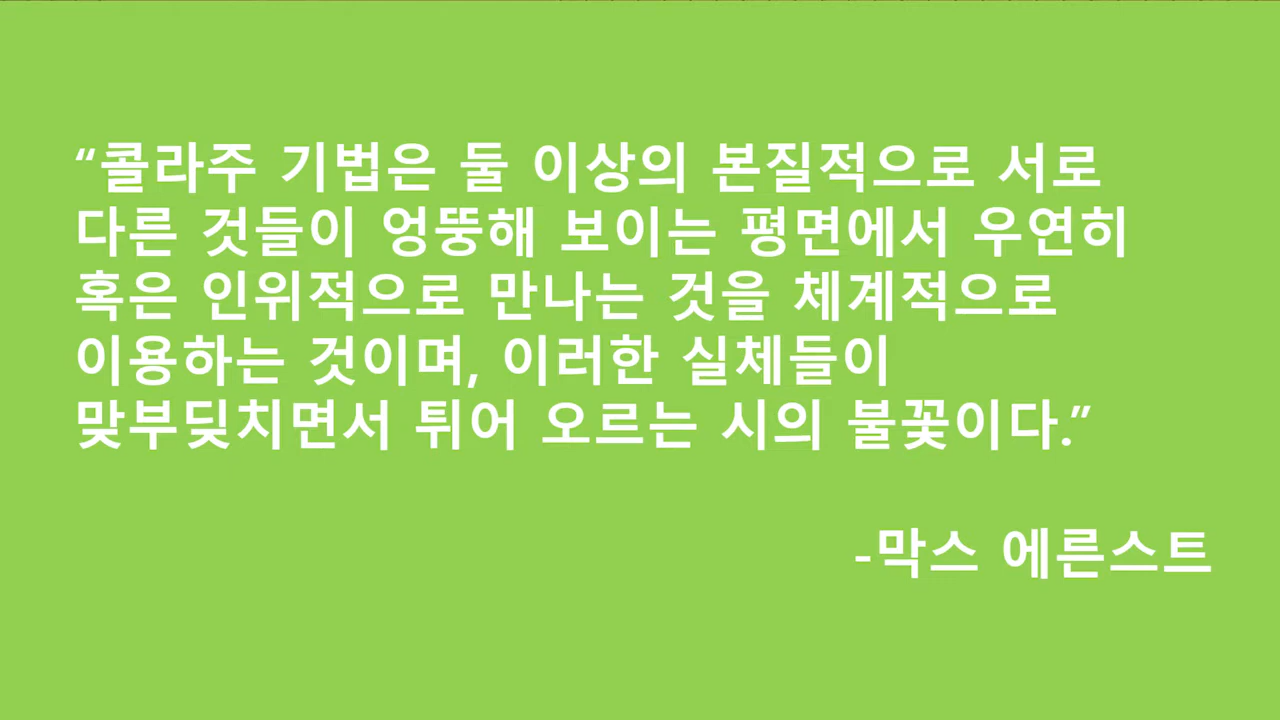 “콜라주 기법은 둘 이상의 본질적으로 서로
다른 것들이 엉뚱해 보이는 평면에서 우연히
혹은 인위적으로 만나는 것을 체계적으로
이용하는 것이며, 이러한 실체들이
맞부딪치면서 튀어 오르는 시의 불꽃이다.”
-막스 에른스트